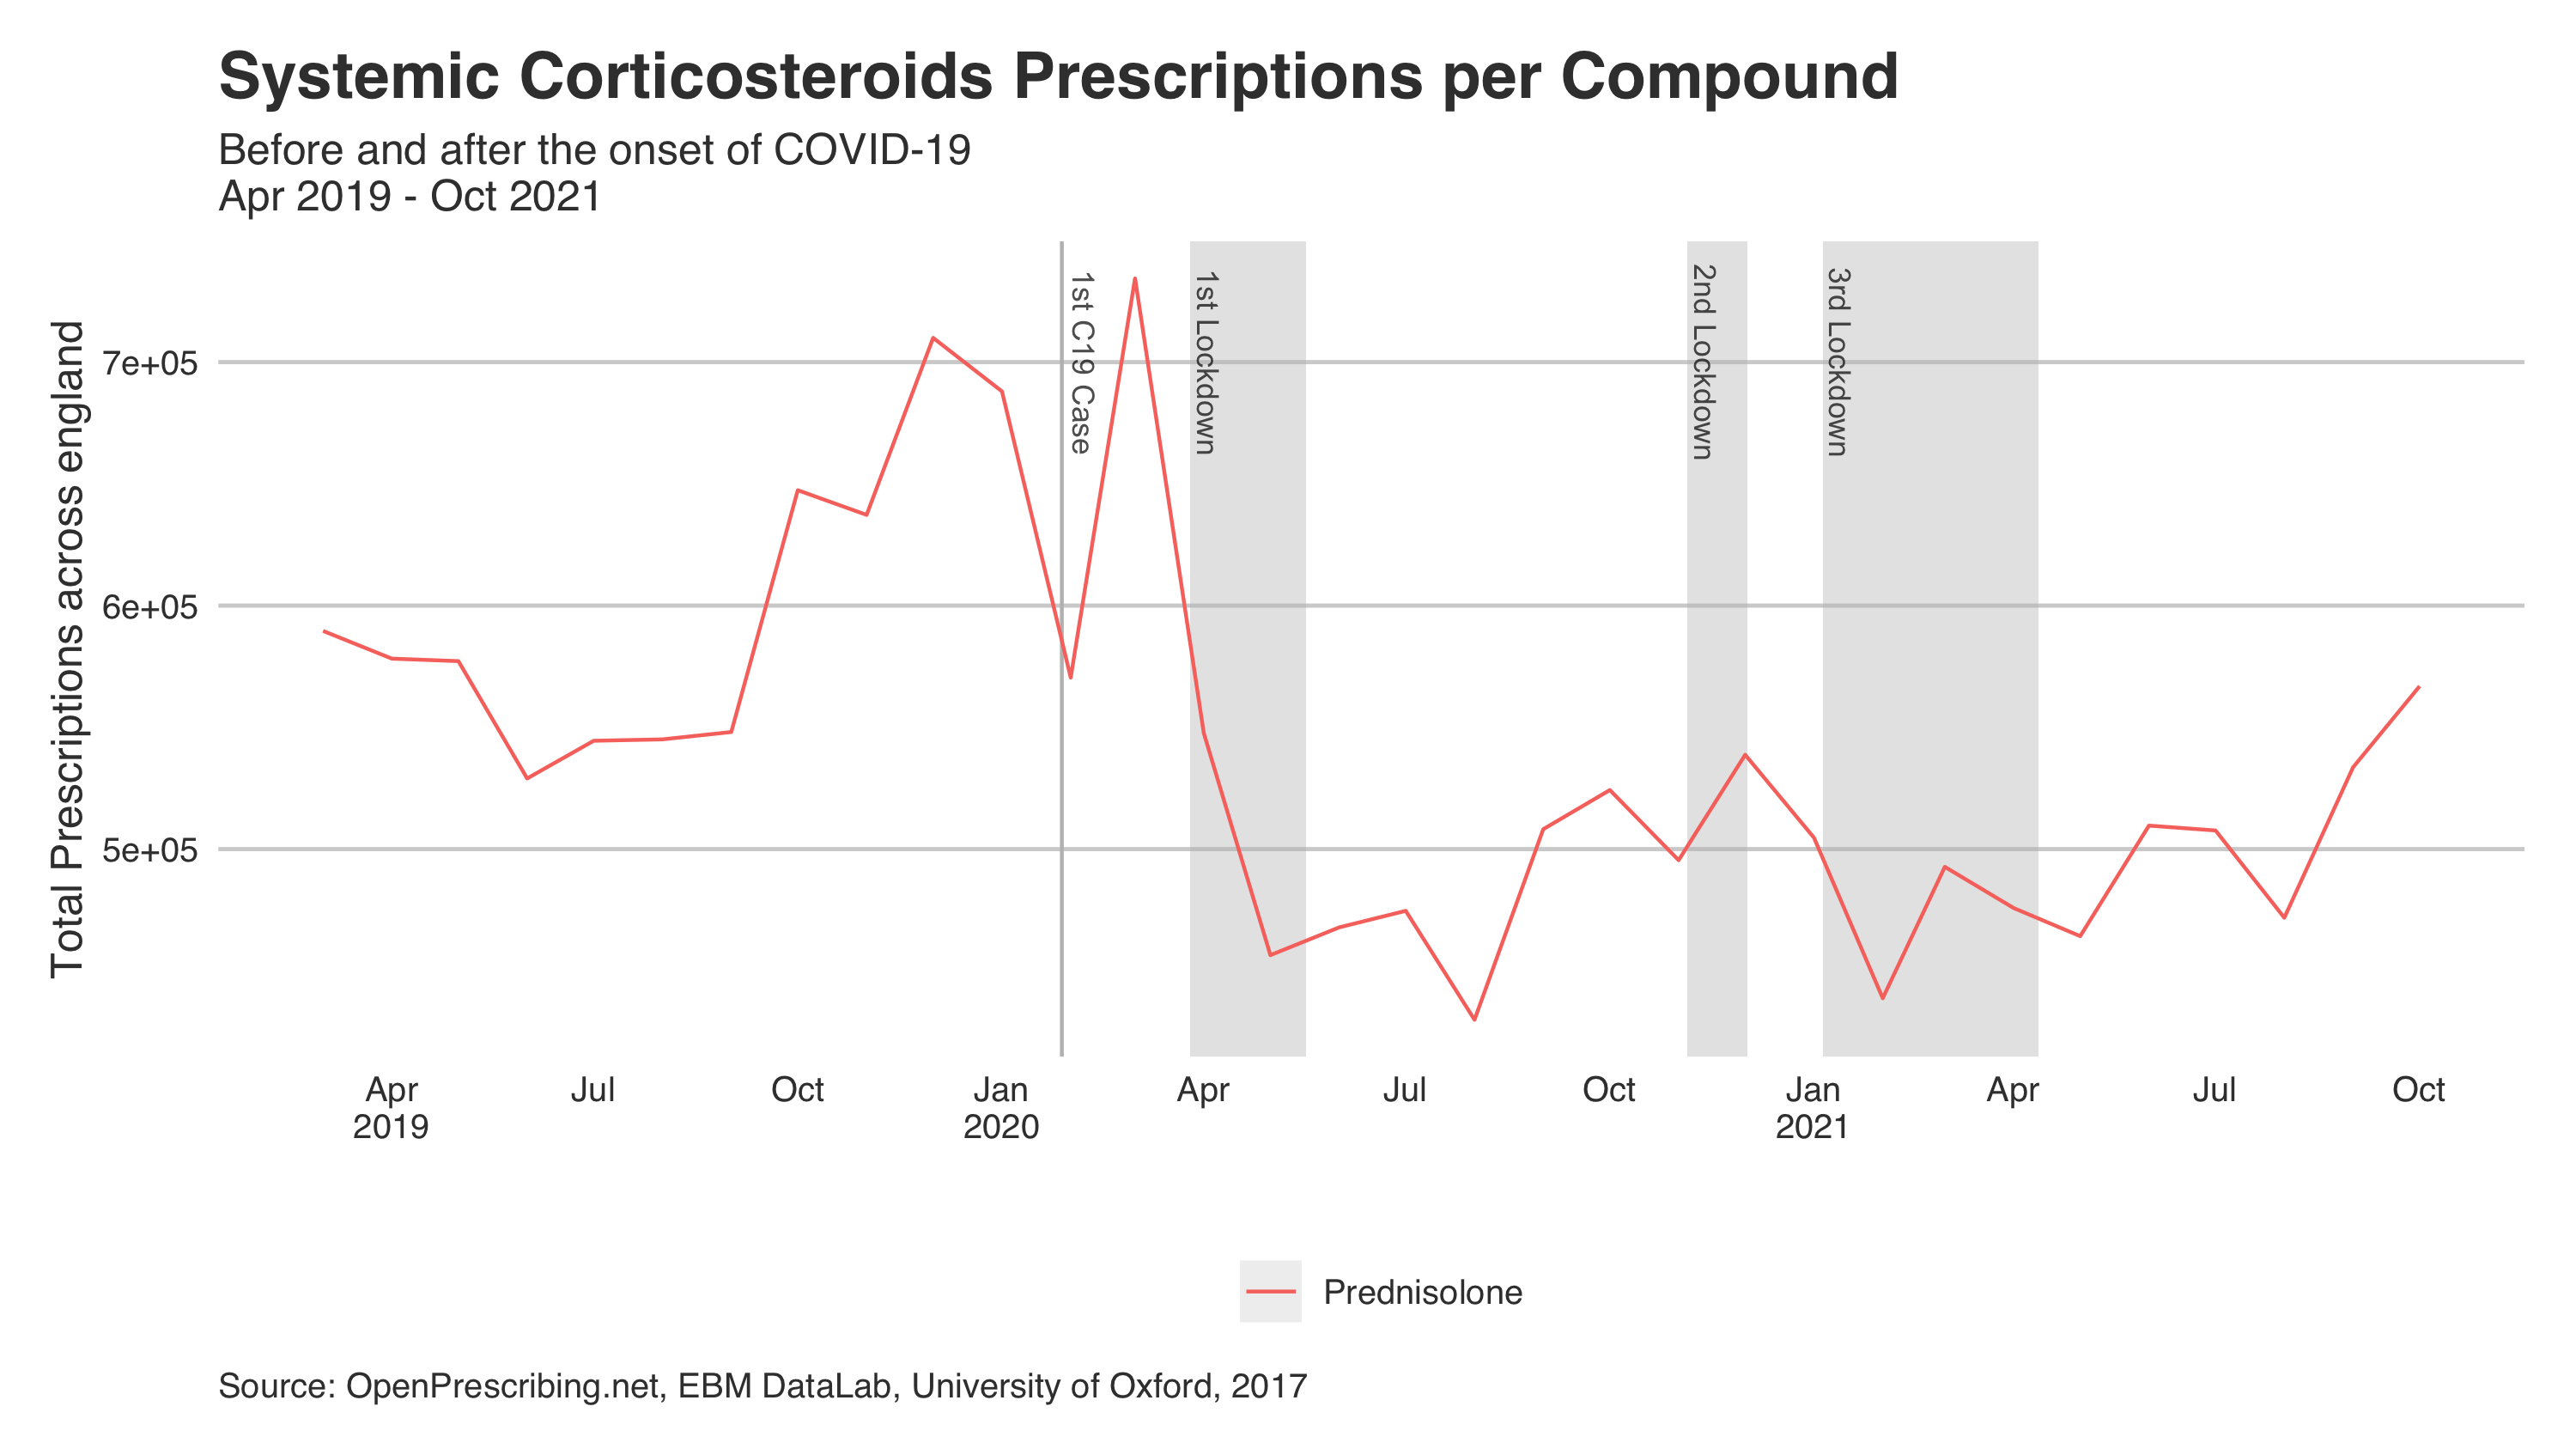 Systemic Corticosteroids Prescriptions per Compound
Before and after the onset of COVID-19
Apr 2019 - Oct 2021
Total Prescriptions across england
7e+05
6e+05
5e+05
1st C19 Case
1st Lockdown
2nd Lockdown
3rd Lockdown
Apr Jul Oct Jan Apr Jul Oct Jan Apr Jul Oct
2019 2020 2021
Prednisolone
Source: OpenPrescribing.net, EBM DataLab, University of Oxford, 2017